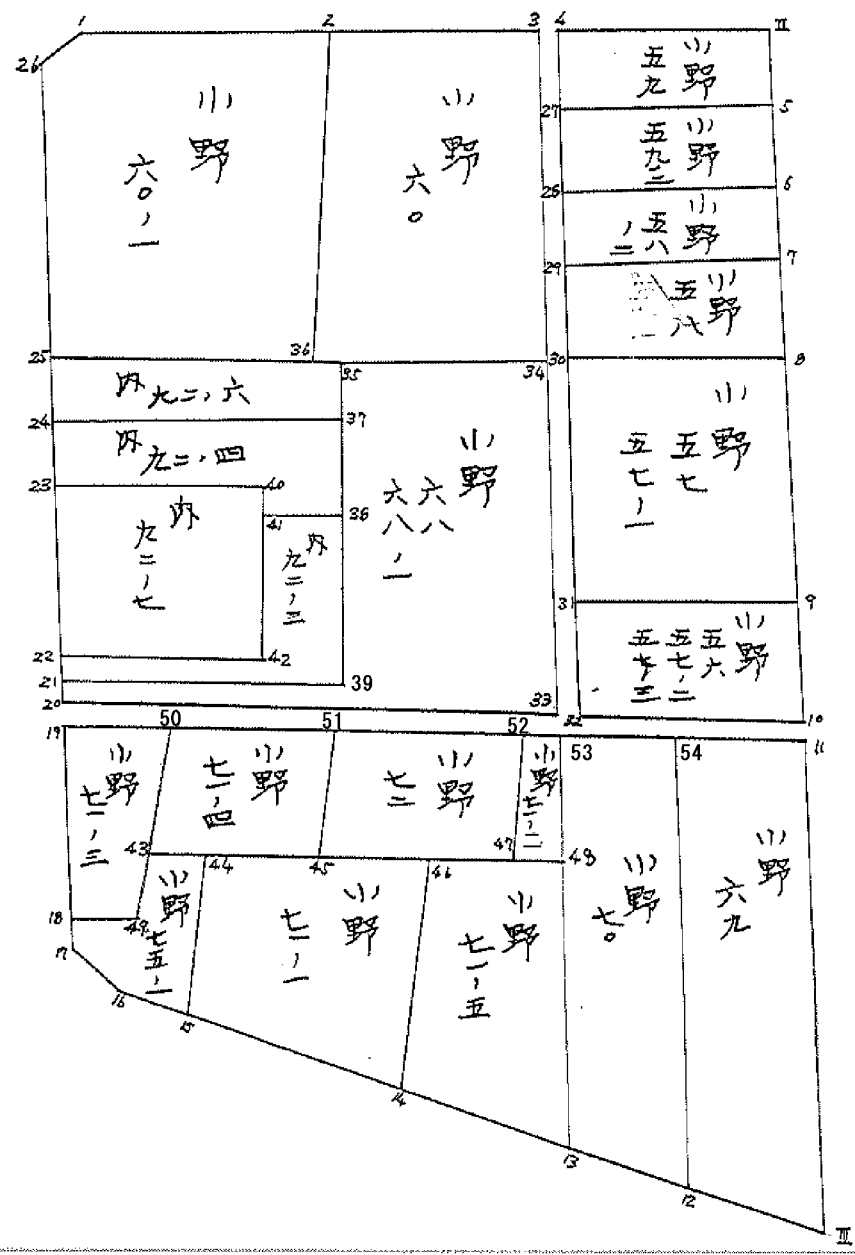 1
2
3
4
II
26
小野
六〇ノ一
小野
六〇
小野
五九
27
5
小野
五九ノ二
28
6
小野
五八
ノ二
29
7
小野
五八
25
36
35
34
30
8
内 九二、六
24
37
内 九二、四
23
40
41
38
内
九二ノ七
内
九二ノ三
小野
六八
六八ノ一
小野
五七
五七ノ一
31
9
小野
五六
五七ノ二
五七ノ三
22
42
21
39
20
33
32
10
19
50
51
52
53
54
11
小野
七一ノ三
小野
七一ノ四
小野
七二
小野
七一ノ二
43
44
45
46
47
48
18
49
17
小野
七五ノ一
小野
七一ノ一
小野
七一ノ五
小野
七〇
小野
六九
16
15
14
13
12
III